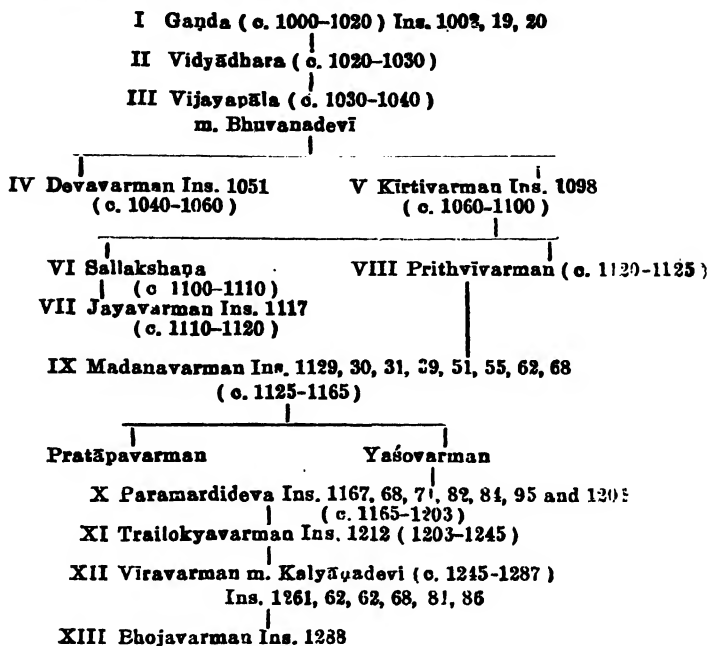 I Gaṇḍa ( c. 1000–1020 ) Ins. 1002, 19, 20
II Vidyādhara ( c. 1020–1030 )
III Vijayapāla ( c. 1030–1040 )
m. Bhuvanadevī
IV Devavarman Ins. 1051 V Kīrtivarman Ins. 1098
( c. 1040–1060 ) ( c. 1060–1100 )
VI Sallakshaṇa VIII Prithvīvarman ( c. 1120–1125 )
( c 1100–1110 )
VII Jayavarman Ins. 1117
( c. 1110–1120 )
IX Madanavarman Ins. 1129, 30, 31, 39, 51, 55, 62, 68
( c. 1125–1165 )
Pratāpavarman Yaśovarman
X Paramardideva Ins. 1167, 68, 82, 84, 95 and
( c. 1165–1203 )
XI Trailokyavarman Ins. 1212 ( 1203–1245 )
XII Vīravarman m. Kalyāṇadevi ( c. 1245–1287 )
Ins. 1261, 62, 62, 68, 81, 86
XIII Bhojavarman Ins. 1288